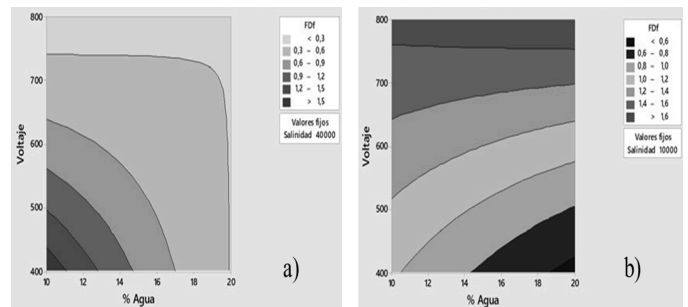 800
700
600
500
400
Voltaje
10
12
14
16
18
20
% Agua
FDf
< 0,3
0,3 – 0,6
0,6 – 0,9
0,9 – 1,2
1,2 – 1,5
> 1,5
Valores fijos
Salinidad 40000
a)
800
700
600
500
400
Voltaje
10
12
14
16
18
20
% Agua
FDf
< 0,6
0,6 – 0,8
0,8 – 1,0
1,0 – 1,2
1,2 – 1,4
1,4 – 1,6
> 1,6
Valores fijos
Salinidad 10000
b)